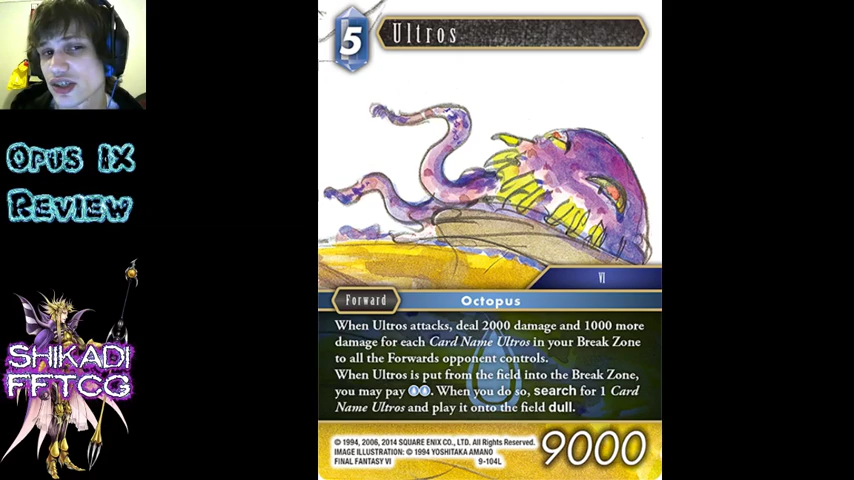 Opus IX
Review
SHIKADI
FFTCG
5
Ultros
VI
Forward
Octopus
When Ultros attacks, deal 2000 damage and 1000 more
damage for each Card Name Ultros in your Break Zone
to all the Forwards opponent controls.
When Ultros is put from the field into the Break Zone,
you may pay . When you do so, search for 1 Card
Name Ultros and play it onto the field dull.
© 1994, 2006, 2014 SQUARE ENIX CO., LTD. All Rights Reserved.
IMAGE ILLUSTRATION: © 1994 YOSHITAKA AMANO
FINAL FANTASY VI 9-104L
9000